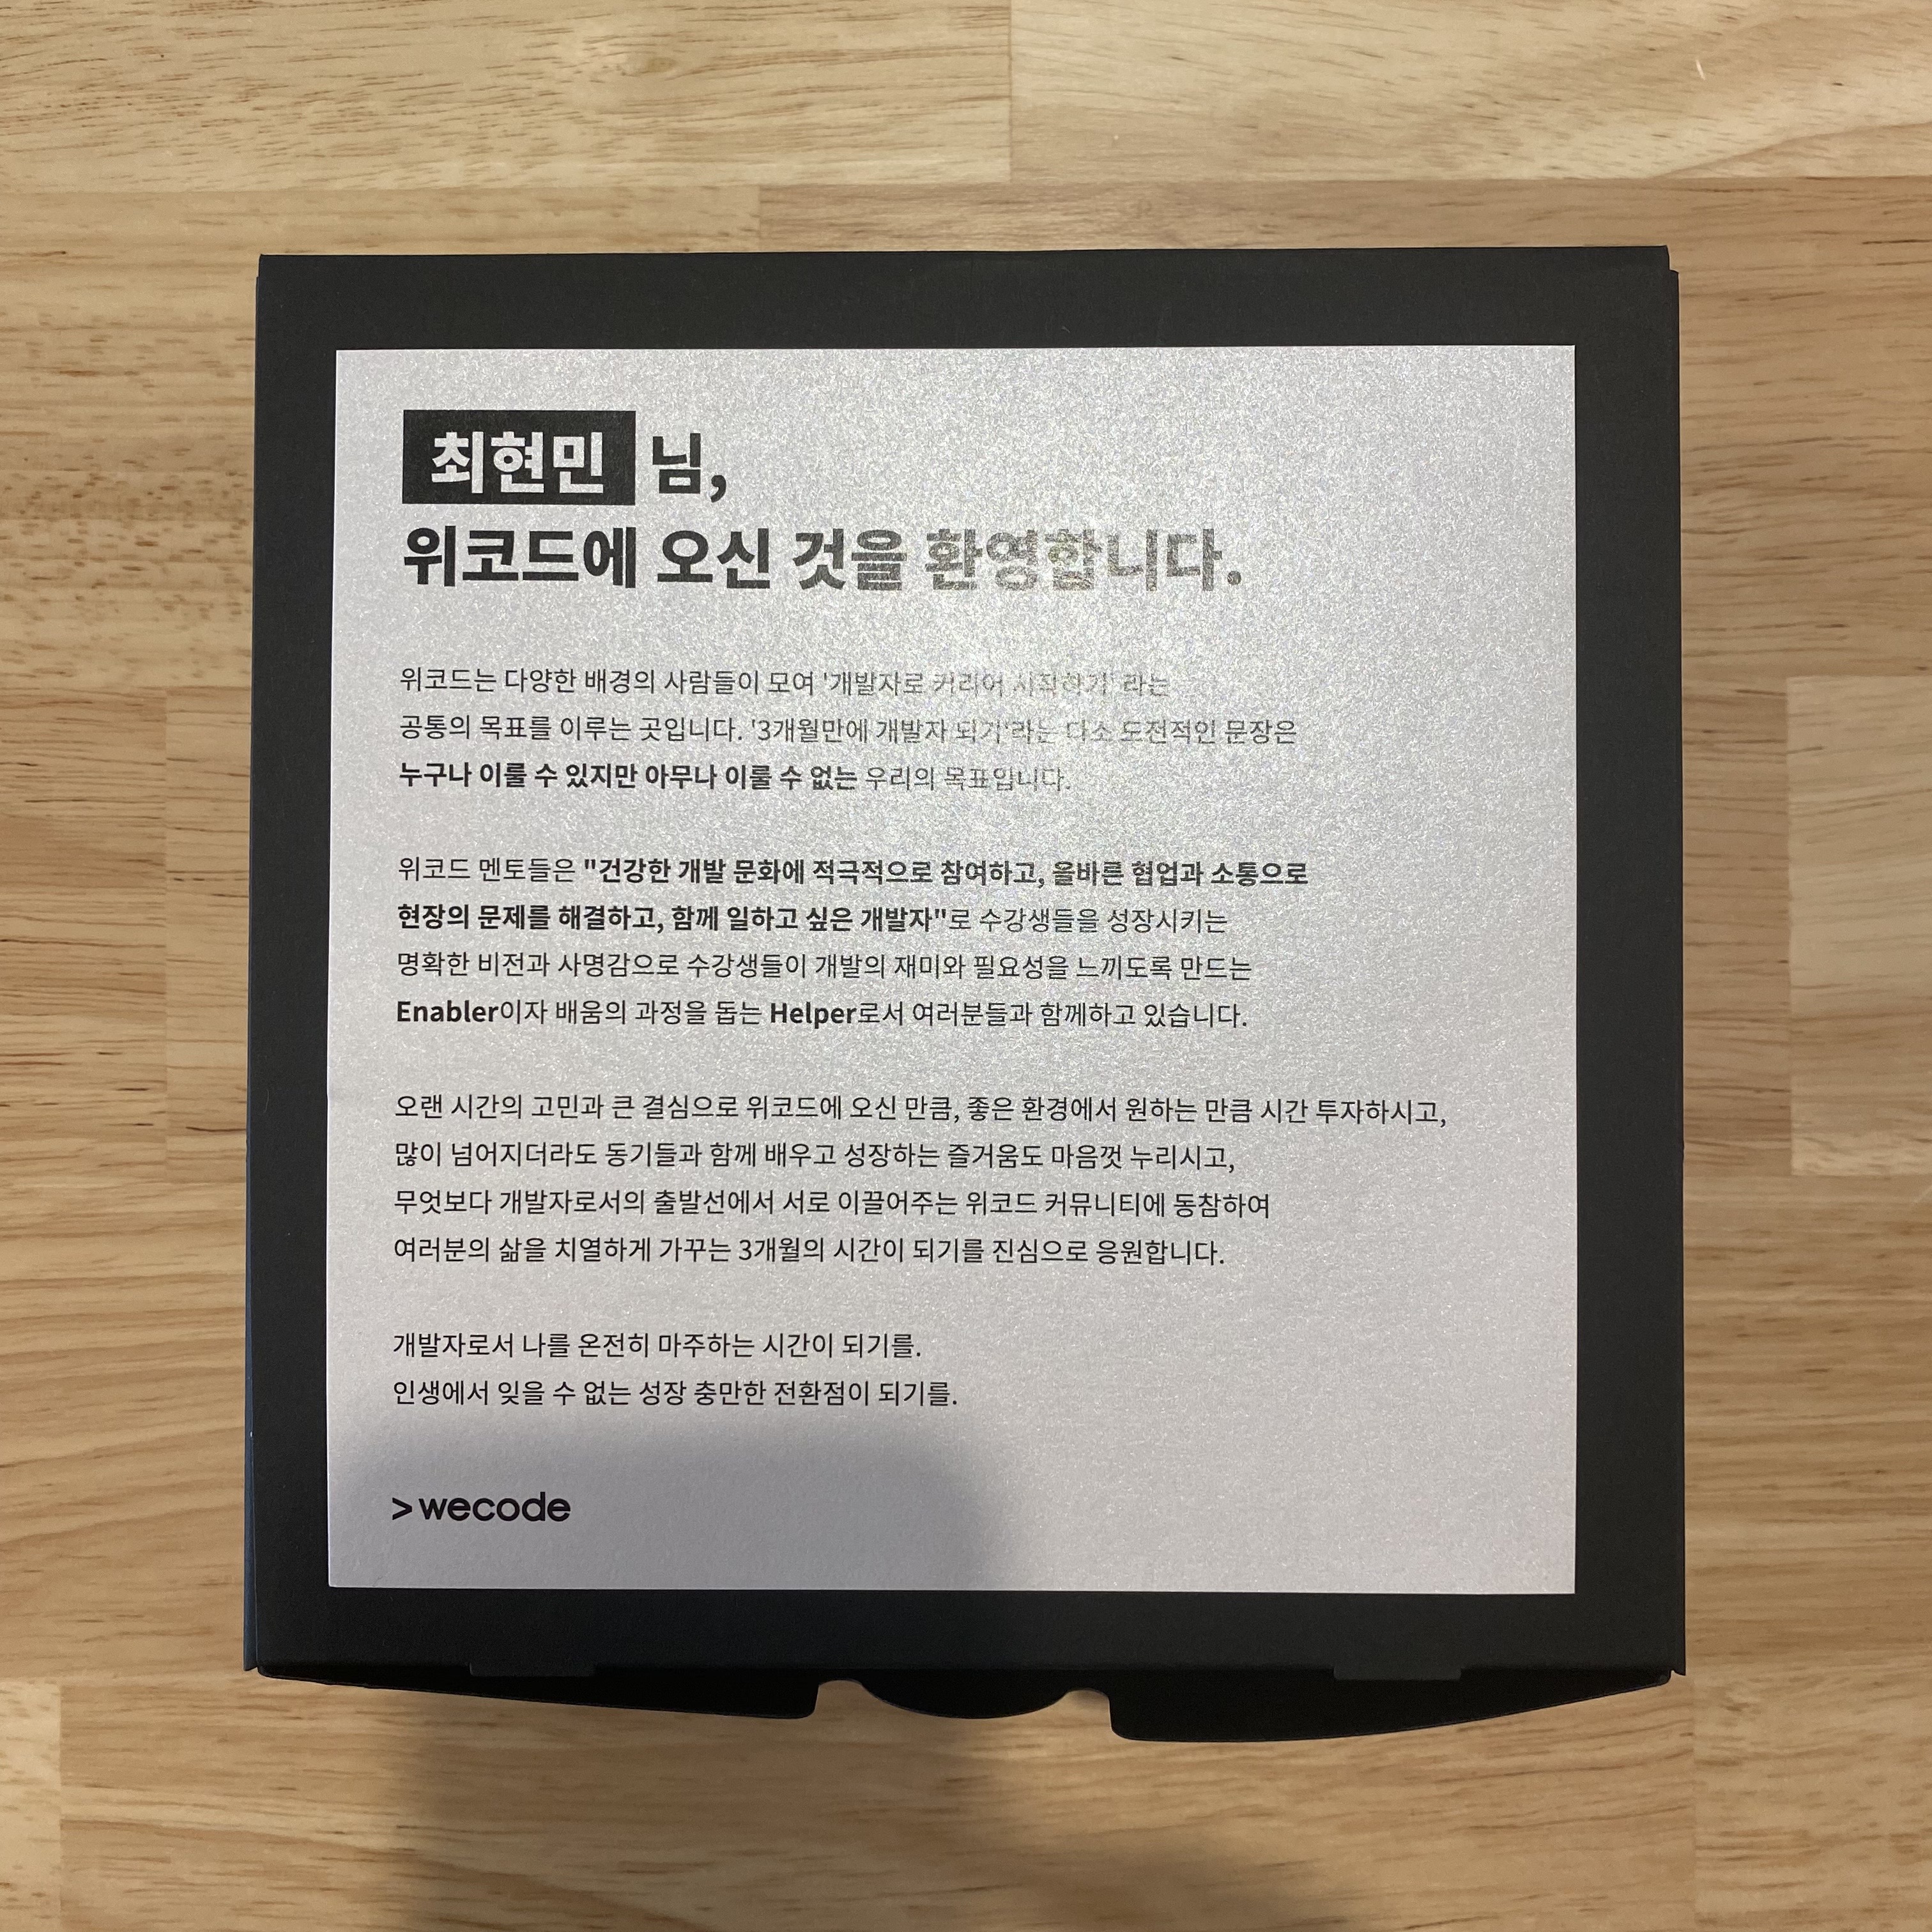 최현민 님,
위코드에 오신 것을 환영합니다.
위코드는 다양한 배경의 사람들이 모여 '개발자로 커리어 시작하기' 라는
공통의 목표를 이루는 곳입니다. '3개월만에 개발자 되기'라는 다소 도전적인 문장은
누구나 이룰 수 있지만 아무나 이룰 수 없는 우리의 목표입니다.
위코드 멘토들은 "건강한 개발 문화에 적극적으로 참여하고, 올바른 협업과 소통으로
현장의 문제를 해결하고, 함께 일하고 싶은 개발자"로 수강생들을 성장시키는
명확한 비전과 사명감으로 수강생들이 개발의 재미와 필요성을 느끼도록 만드는
Enabler이자 배움의 과정을 돕는 Helper로서 여러분들과 함께하고 있습니다.
오랜 시간의 고민과 큰 결심으로 위코드에 오신 만큼, 좋은 환경에서 원하는 만큼 시간 투자하시고,
많이 넘어지더라도 동기들과 함께 배우고 성장하는 즐거움도 마음껏 누리시고,
무엇보다 개발자로서의 출발선에서 서로 이끌어주는 위코드 커뮤니티에 동참하여
여러분의 삶을 치열하게 가꾸는 3개월의 시간이 되기를 진심으로 응원합니다.
개발자로서 나를 온전히 마주하는 시간이 되기를.
인생에서 잊을 수 없는 성장 충만한 전환점이 되기를.
>wecode